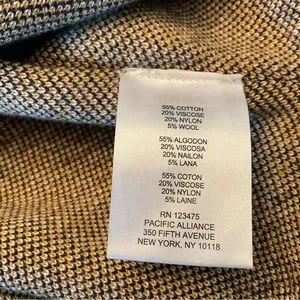 55% COTTON
20% VISCOSE
20% NYLON
5% WOOL
55% ALGODON
20% VISCOSA
20% NAILON
5% LANA
55% COTON
20% VISCOSE
20% NYLON
5% LAINE
RN 123475
PACIFIC ALLIANCE
350 FIFTH AVENUE
NEW YORK, NY 10118